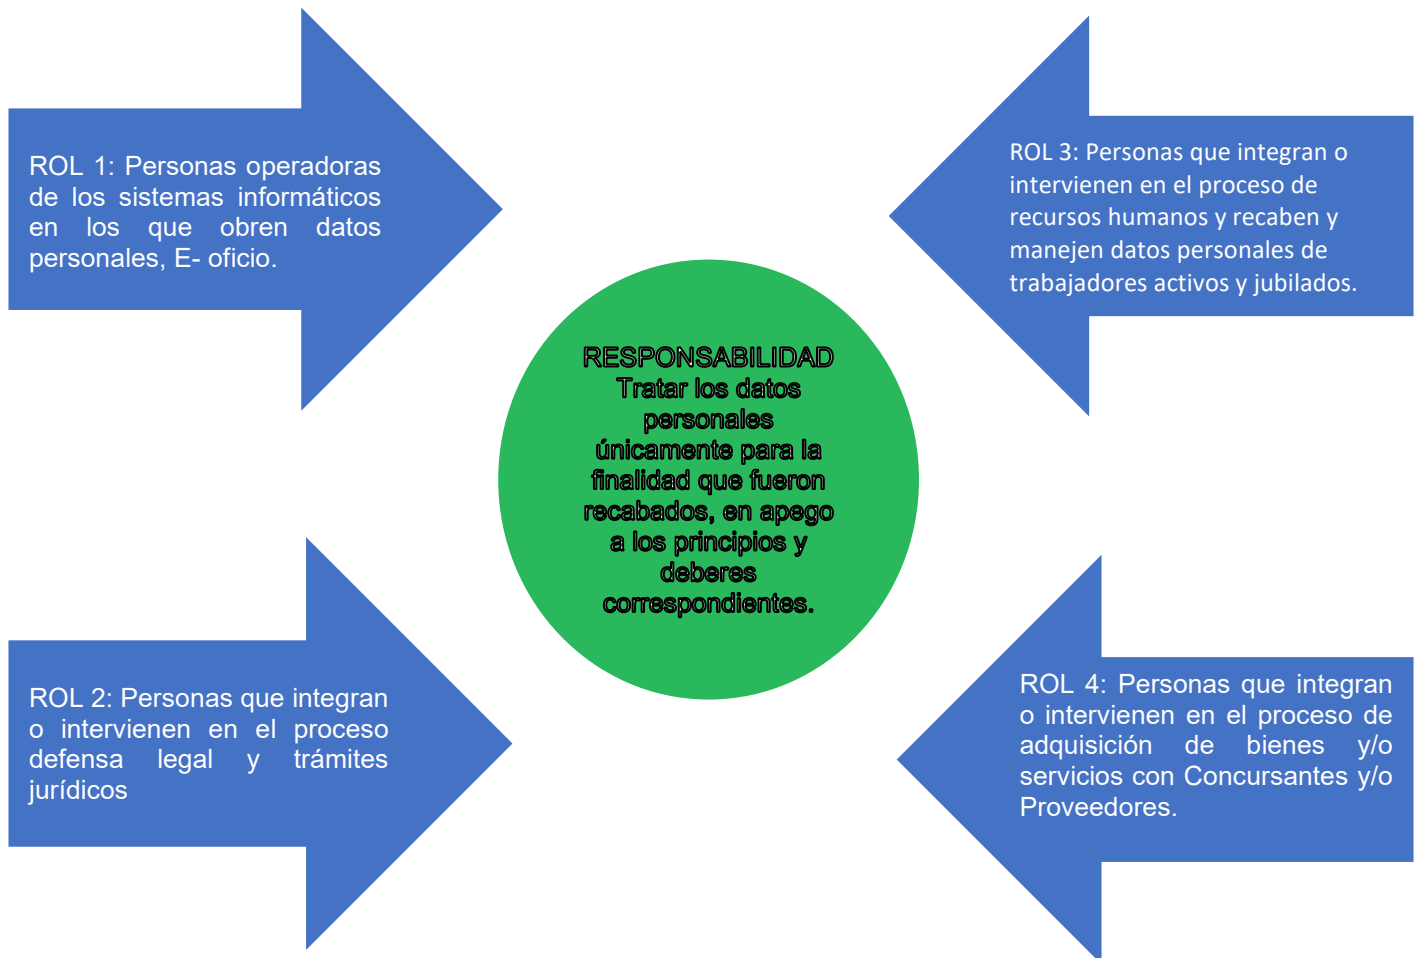 ROL 1: Personas operadoras
de los sistemas informáticos
en los que obren datos
personales, E- oficio.
ROL 3: Personas que integran o
intervienen en el proceso de
recursos humanos y recaben y
manejen datos personales de
trabajadores activos y jubilados.
RESPONSABILIDAD
Tratar los datos
personales
únicamente para la
finalidad que fueron
recabados, en apego
a los principios y
deberes
correspondientes.
ROL 2: Personas que integran
o intervienen en el proceso
defensa legal y trámites
jurídicos
ROL 4: Personas que integran
o intervienen en el proceso de
adquisición de bienes y/o
servicios con Concursantes y/o
Proveedores.